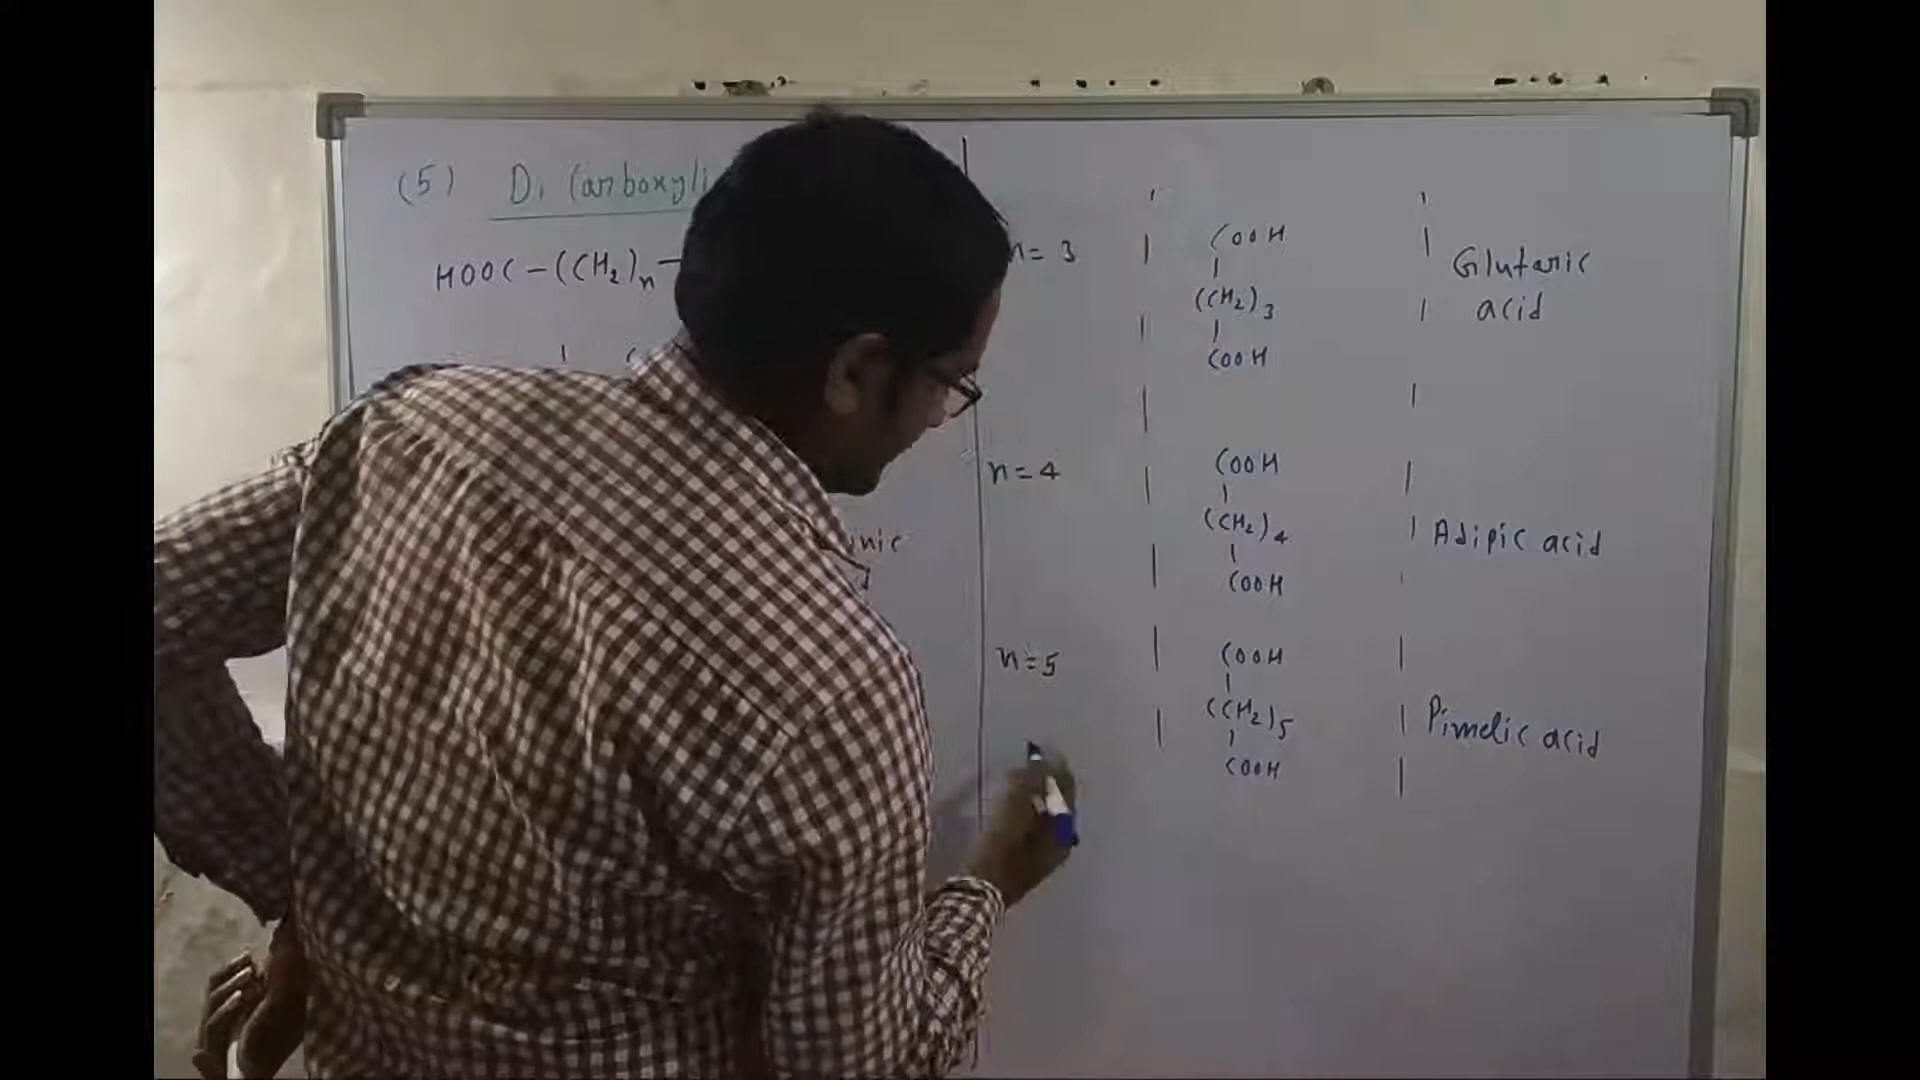 (5) Di Carboxyli
HOOC-(CH₂)ₙ-
n= 3
COOH
(CH₂)₃
COOH
Glutaric
acid
n=4
COOH
(CH₂)₄
COOH
Adipic acid
n=5
COOH
(CH₂)₅
COOH
Pimelic acid